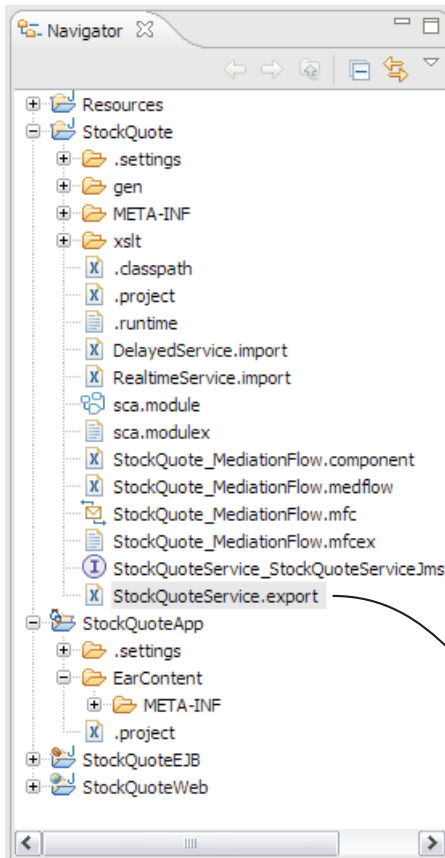 Navigator
Resources
StockQuote
.settings
gen
META-INF
xslt
.classpath
.project
.runtime
DelayedService.import
RealtimeService.import
sca.module
sca.modulex
StockQuote_MediationFlow.component
StockQuote_MediationFlow.medflow
StockQuote_MediationFlow.mfc
StockQuote_MediationFlow.mfcex
StockQuoteService_StockQuoteServiceJms
StockQuoteService.export
StockQuoteApp
.settings
EarContent
META-INF
.project
StockQuoteEJB
StockQuoteWeb